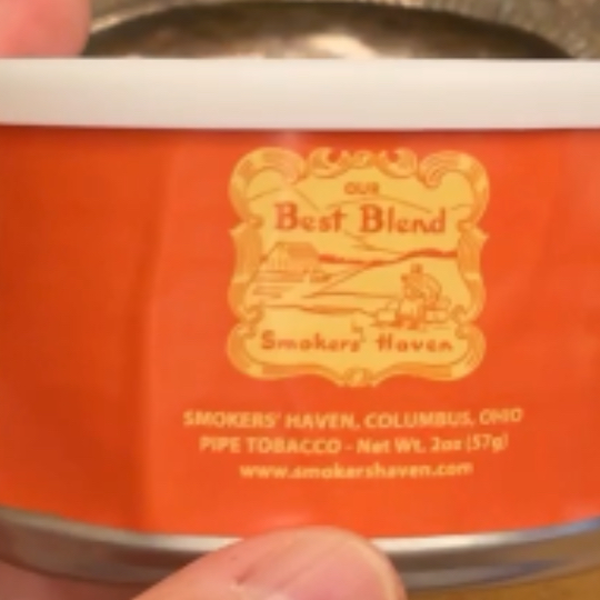 OUR
Best Blend
Smokers' Haven
SMOKERS' HAVEN, COLUMBUS, OHIO
PIPE TOBACCO - Net Wt. 2oz (57g)
www.smokershaven.com